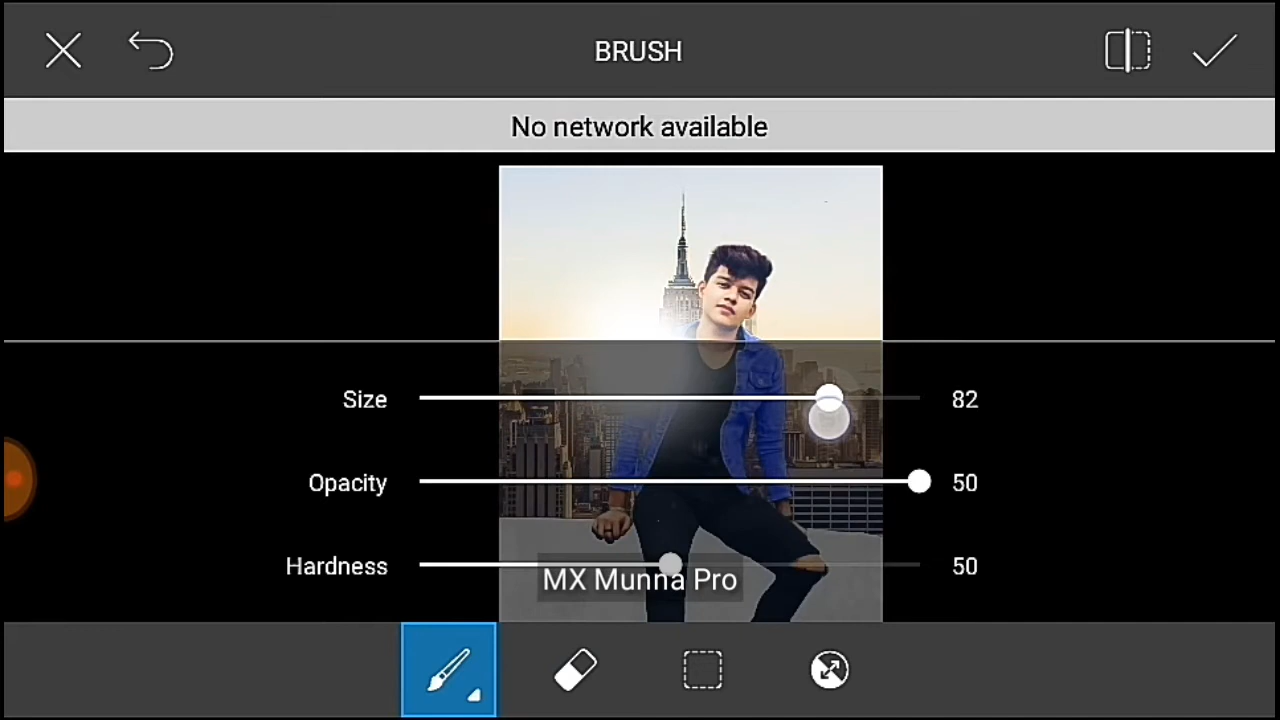 BRUSH
No network available
Size 82
Opacity 50
Hardness 50
MX Munna Pro